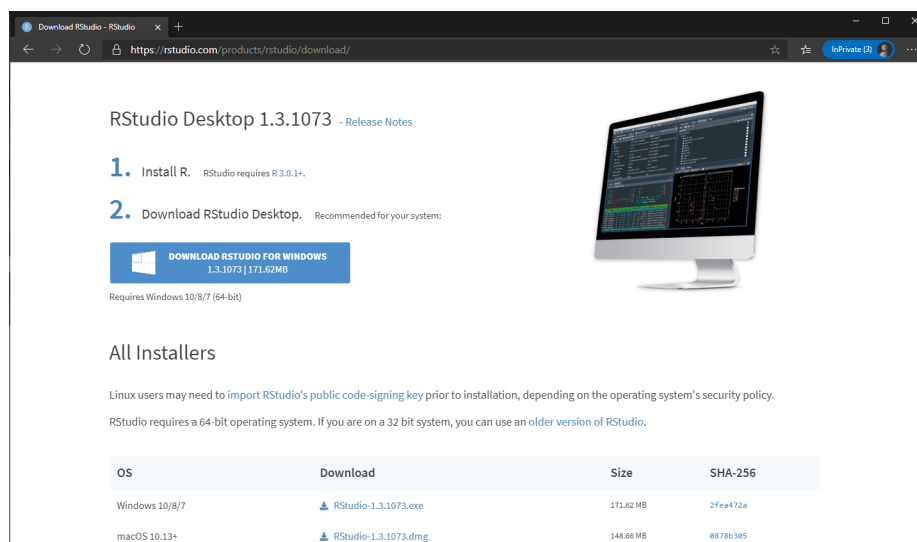 Download RStudio - RStudio
https://rstudio.com/products/rstudio/download/
InPrivate (3)
RStudio Desktop 1.3.1073 - Release Notes
1. Install R. RStudio requires R 3.0.1+.
2. Download RStudio Desktop. Recommended for your system:
DOWNLOAD RSTUDIO FOR WINDOWS
1.3.1073 | 171.62MB
Requires Windows 10/8/7 (64-bit)
All Installers
Linux users may need to import RStudio's public code-signing key prior to installation, depending on the operating system's security policy.
RStudio requires a 64-bit operating system. If you are on a 32 bit system, you can use an older version of RStudio.
OS Download Size SHA-256
Windows 10/8/7 RStudio-1.3.1073.exe 171.62 MB 2fea472a
macOS 10.13+ RStudio-1.3.1073.dmg 148.66 MB 0878b305